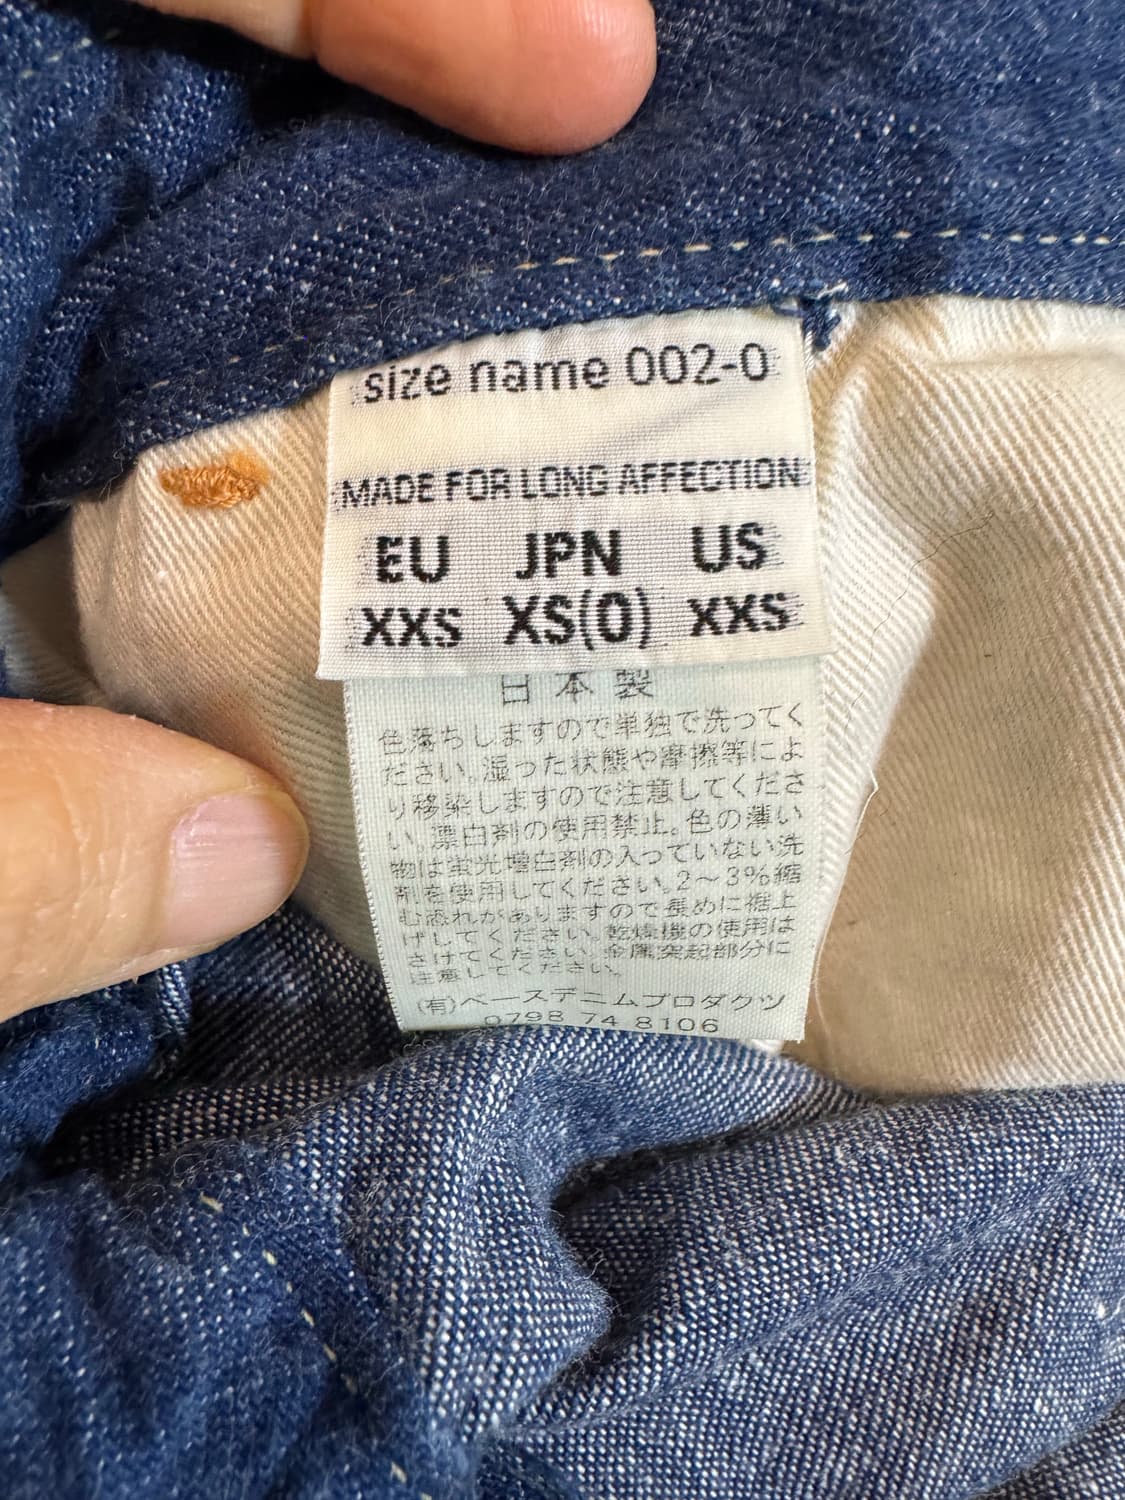 size name 002-0
MADE FOR LONG AFFECTION
EU JPN US
XXS XS(0) XXS
日本製
色落ちしますので単独で洗ってく
ださい。湿った状態や摩擦等によ
り移染しますので注意してくださ
い。漂白剤の使用禁止。色の薄い
物は蛍光増白剤の入っていない洗
剤を使用してください。2〜3%縮
む恐れがありますので長めに裾上
げしてください。乾燥機の使用は
さけてください。金属突起部分に
注意してください。
(有)ベースデニムプロダクツ
0798 74 8106